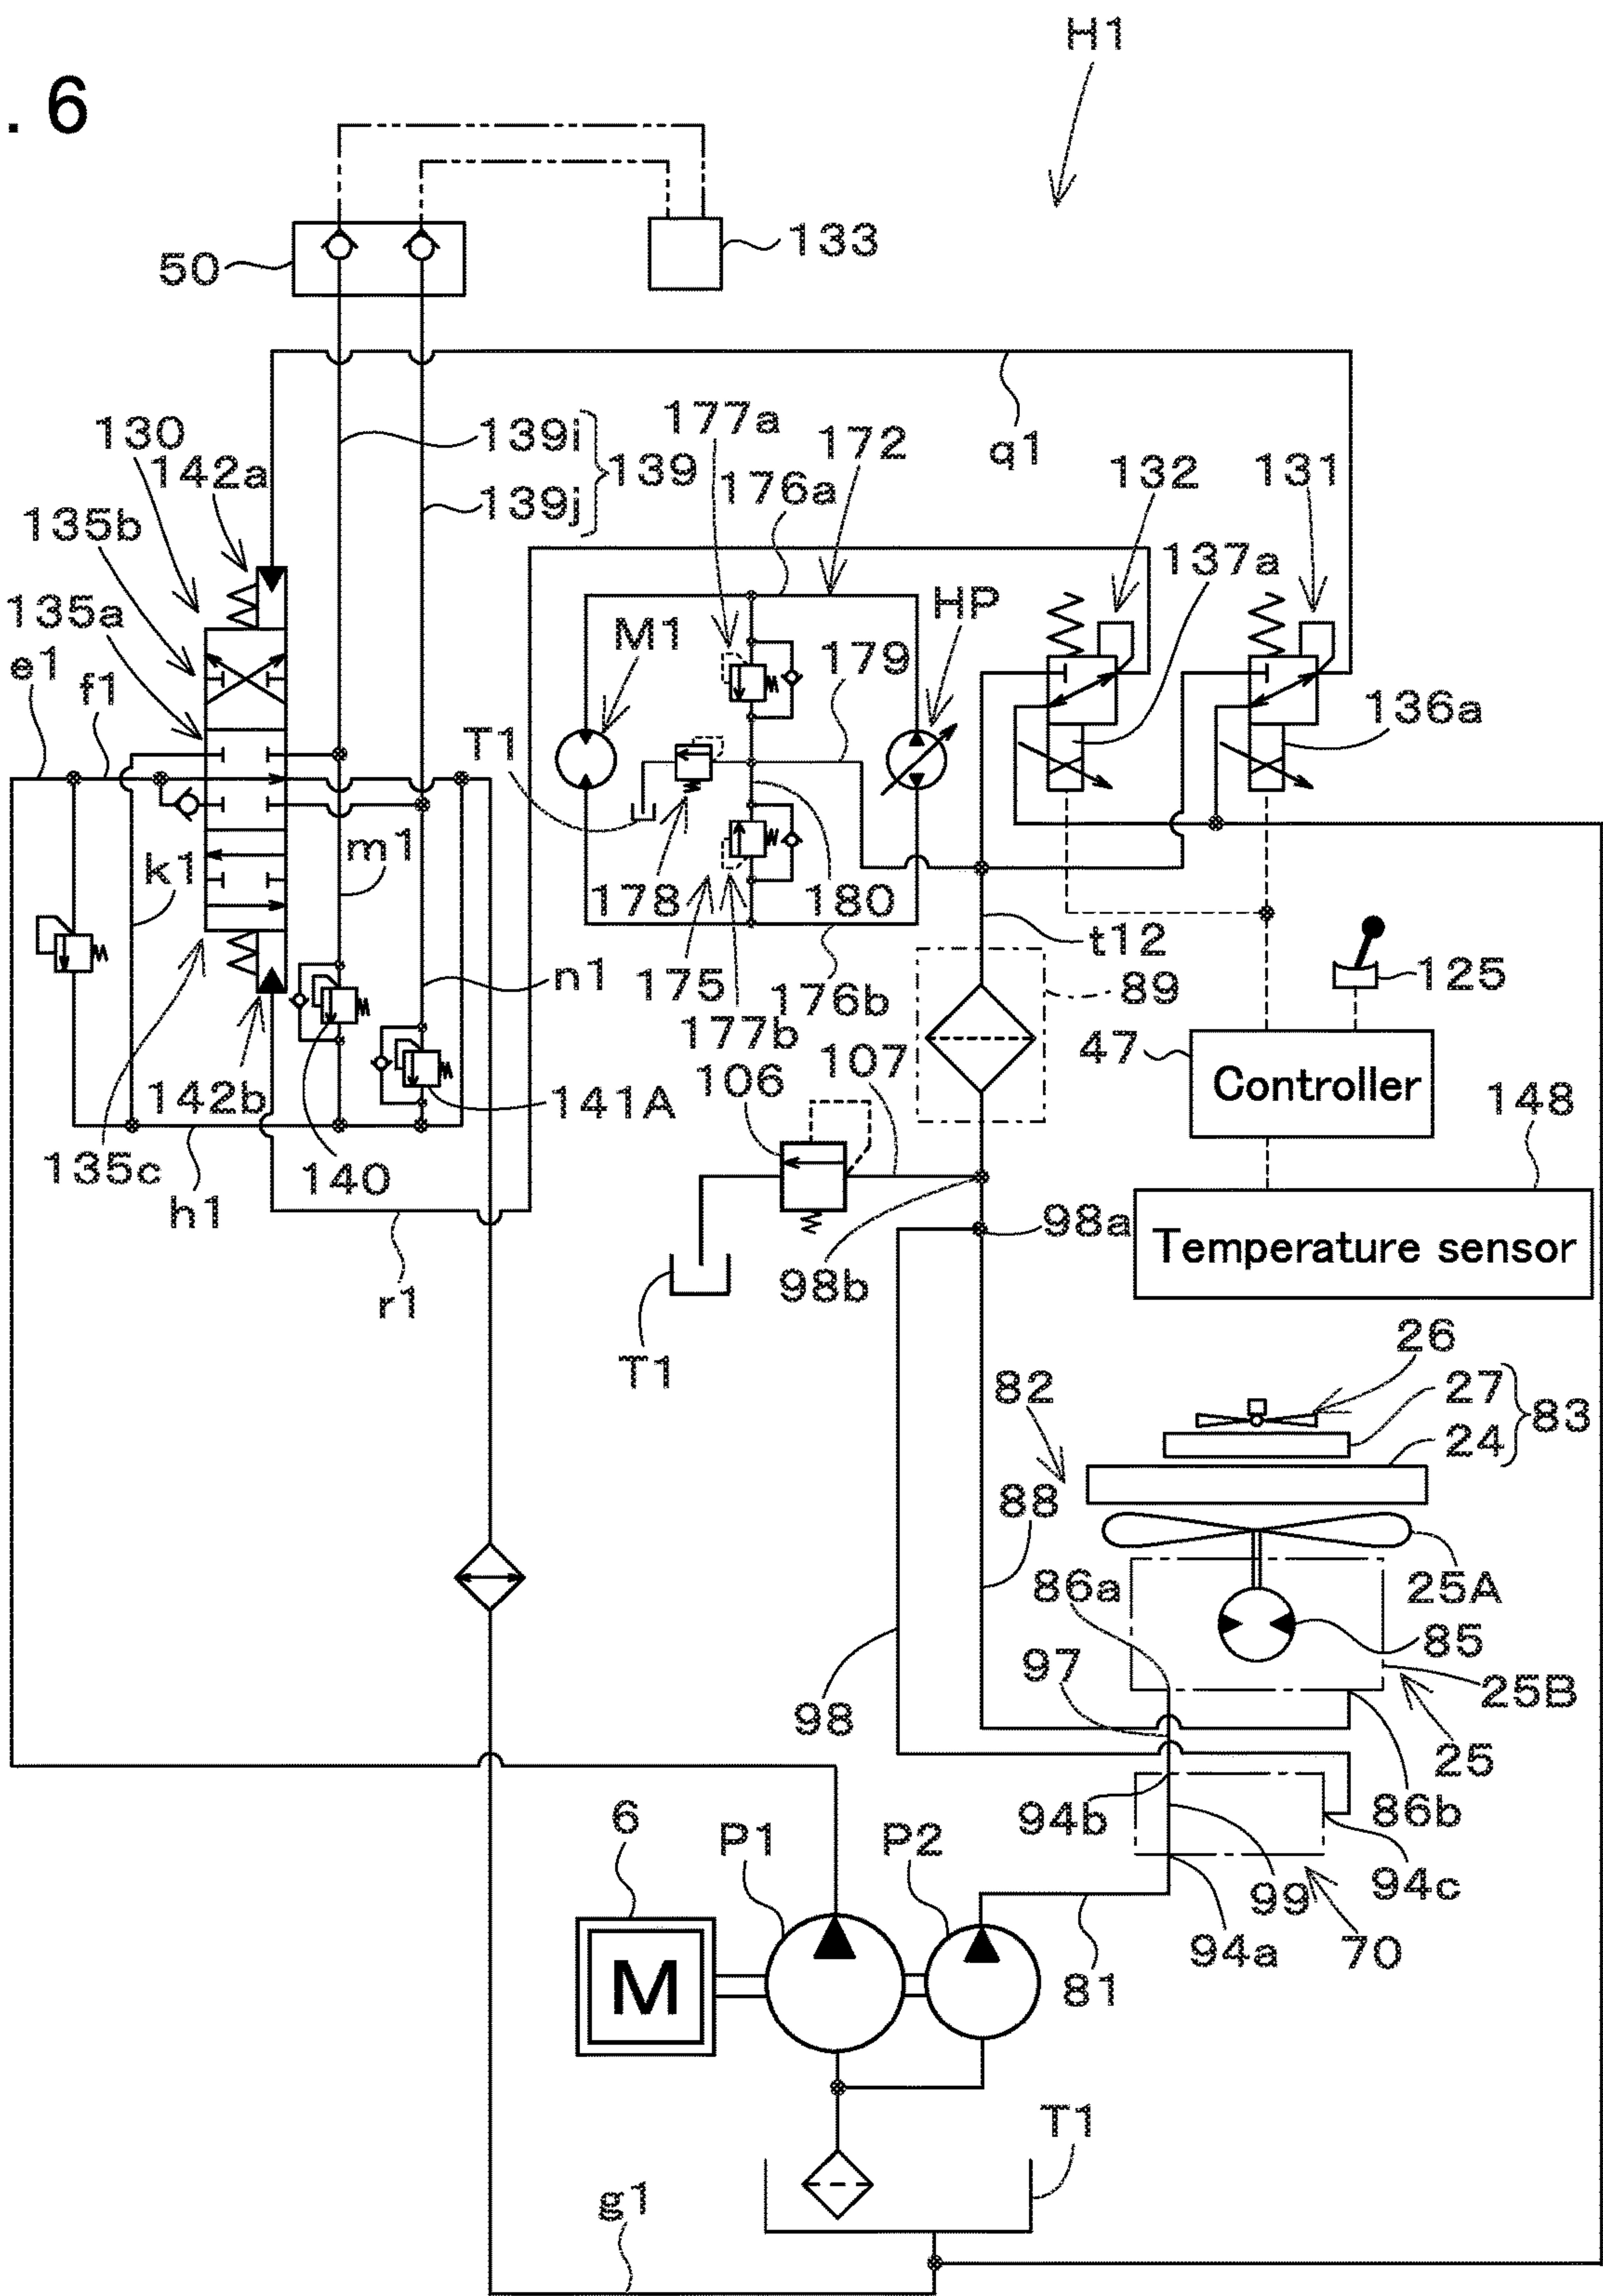 . 6
H1
133
50
139i
139j
139
q1
130
142a
135b
135a
e1
f1
177a
176a
172
132
131
137a
M1
HP
179
136a
T1
k1
m1
178
180
t12
n1
175
177b
176b
89
125
47
Controller
106
107
148
142b
141A
135c
140
h1
98a
Temperature sensor
98b
r1
T1
26
82
27
83
24
88
86a
25A
85
97
25B
98
25
94b
86b
6
P1
P2
99
94c
94a
70
M
81
T1
g1